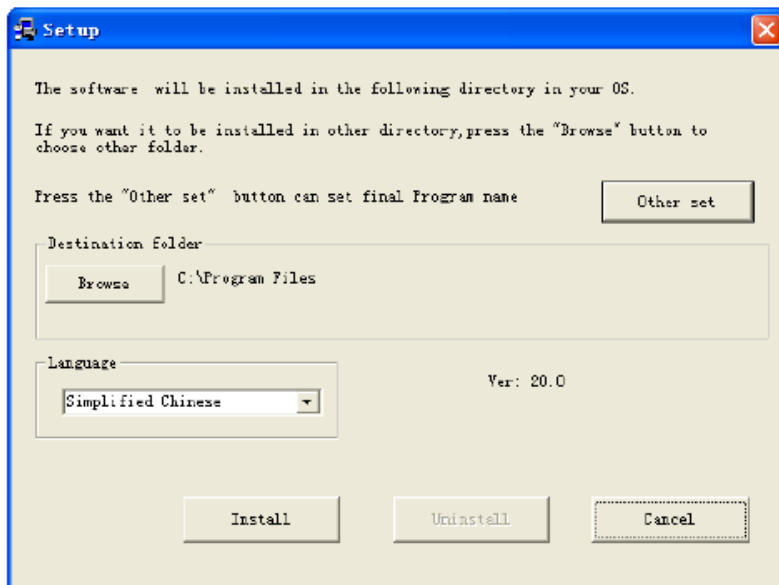 Setup
The software will be installed in the following directory in your OS.
If you want it to be installed in other directory,press the "Browse" button to
choose other folder.
Press the "Other set" button can set final Program name
Other set
Destination folder
Browse
C:\Program Files
Language
Simplified Chinese
Ver: 20.0
Install
Uninstall
Cancel